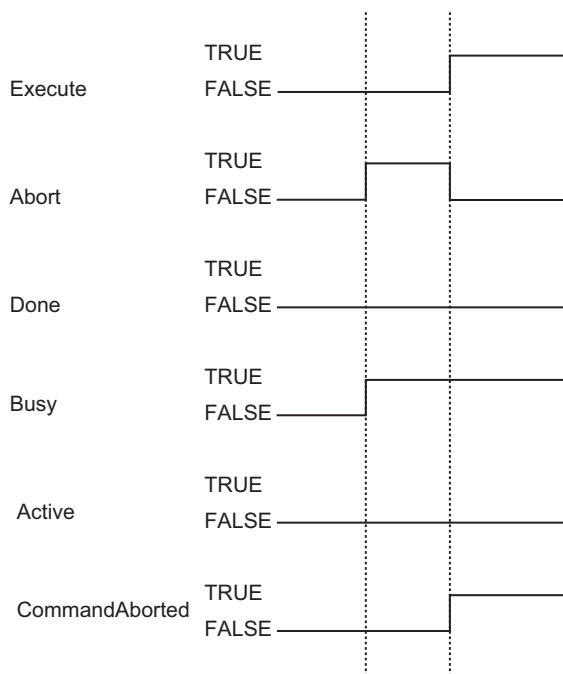 TRUE
Execute
FALSE
TRUE
Abort
FALSE
TRUE
Done
FALSE
TRUE
Busy
FALSE
TRUE
Active
FALSE
TRUE
CommandAborted
FALSE